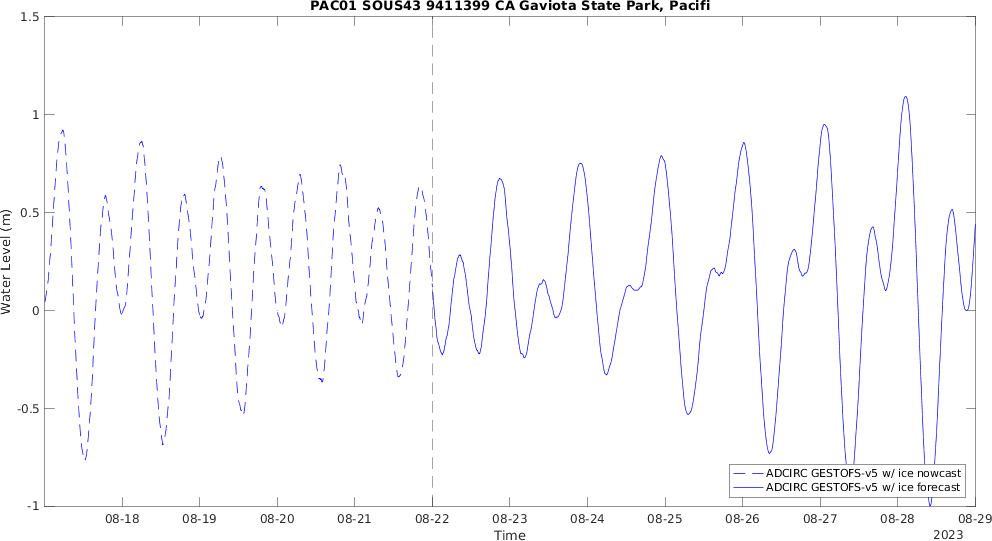 PAC01 SOUS43 9411399 CA Gaviota State Park, Pacifi
1.5
1
0.5
0
-0.5
-1
Water Level (m)
08-18 08-19 08-20 08-21 08-22 08-23 08-24 08-25 08-26 08-27 08-28 08-29
Time
2023
ADCIRC GESTOFS-v5 w/ ice nowcast
ADCIRC GESTOFS-v5 w/ ice forecast